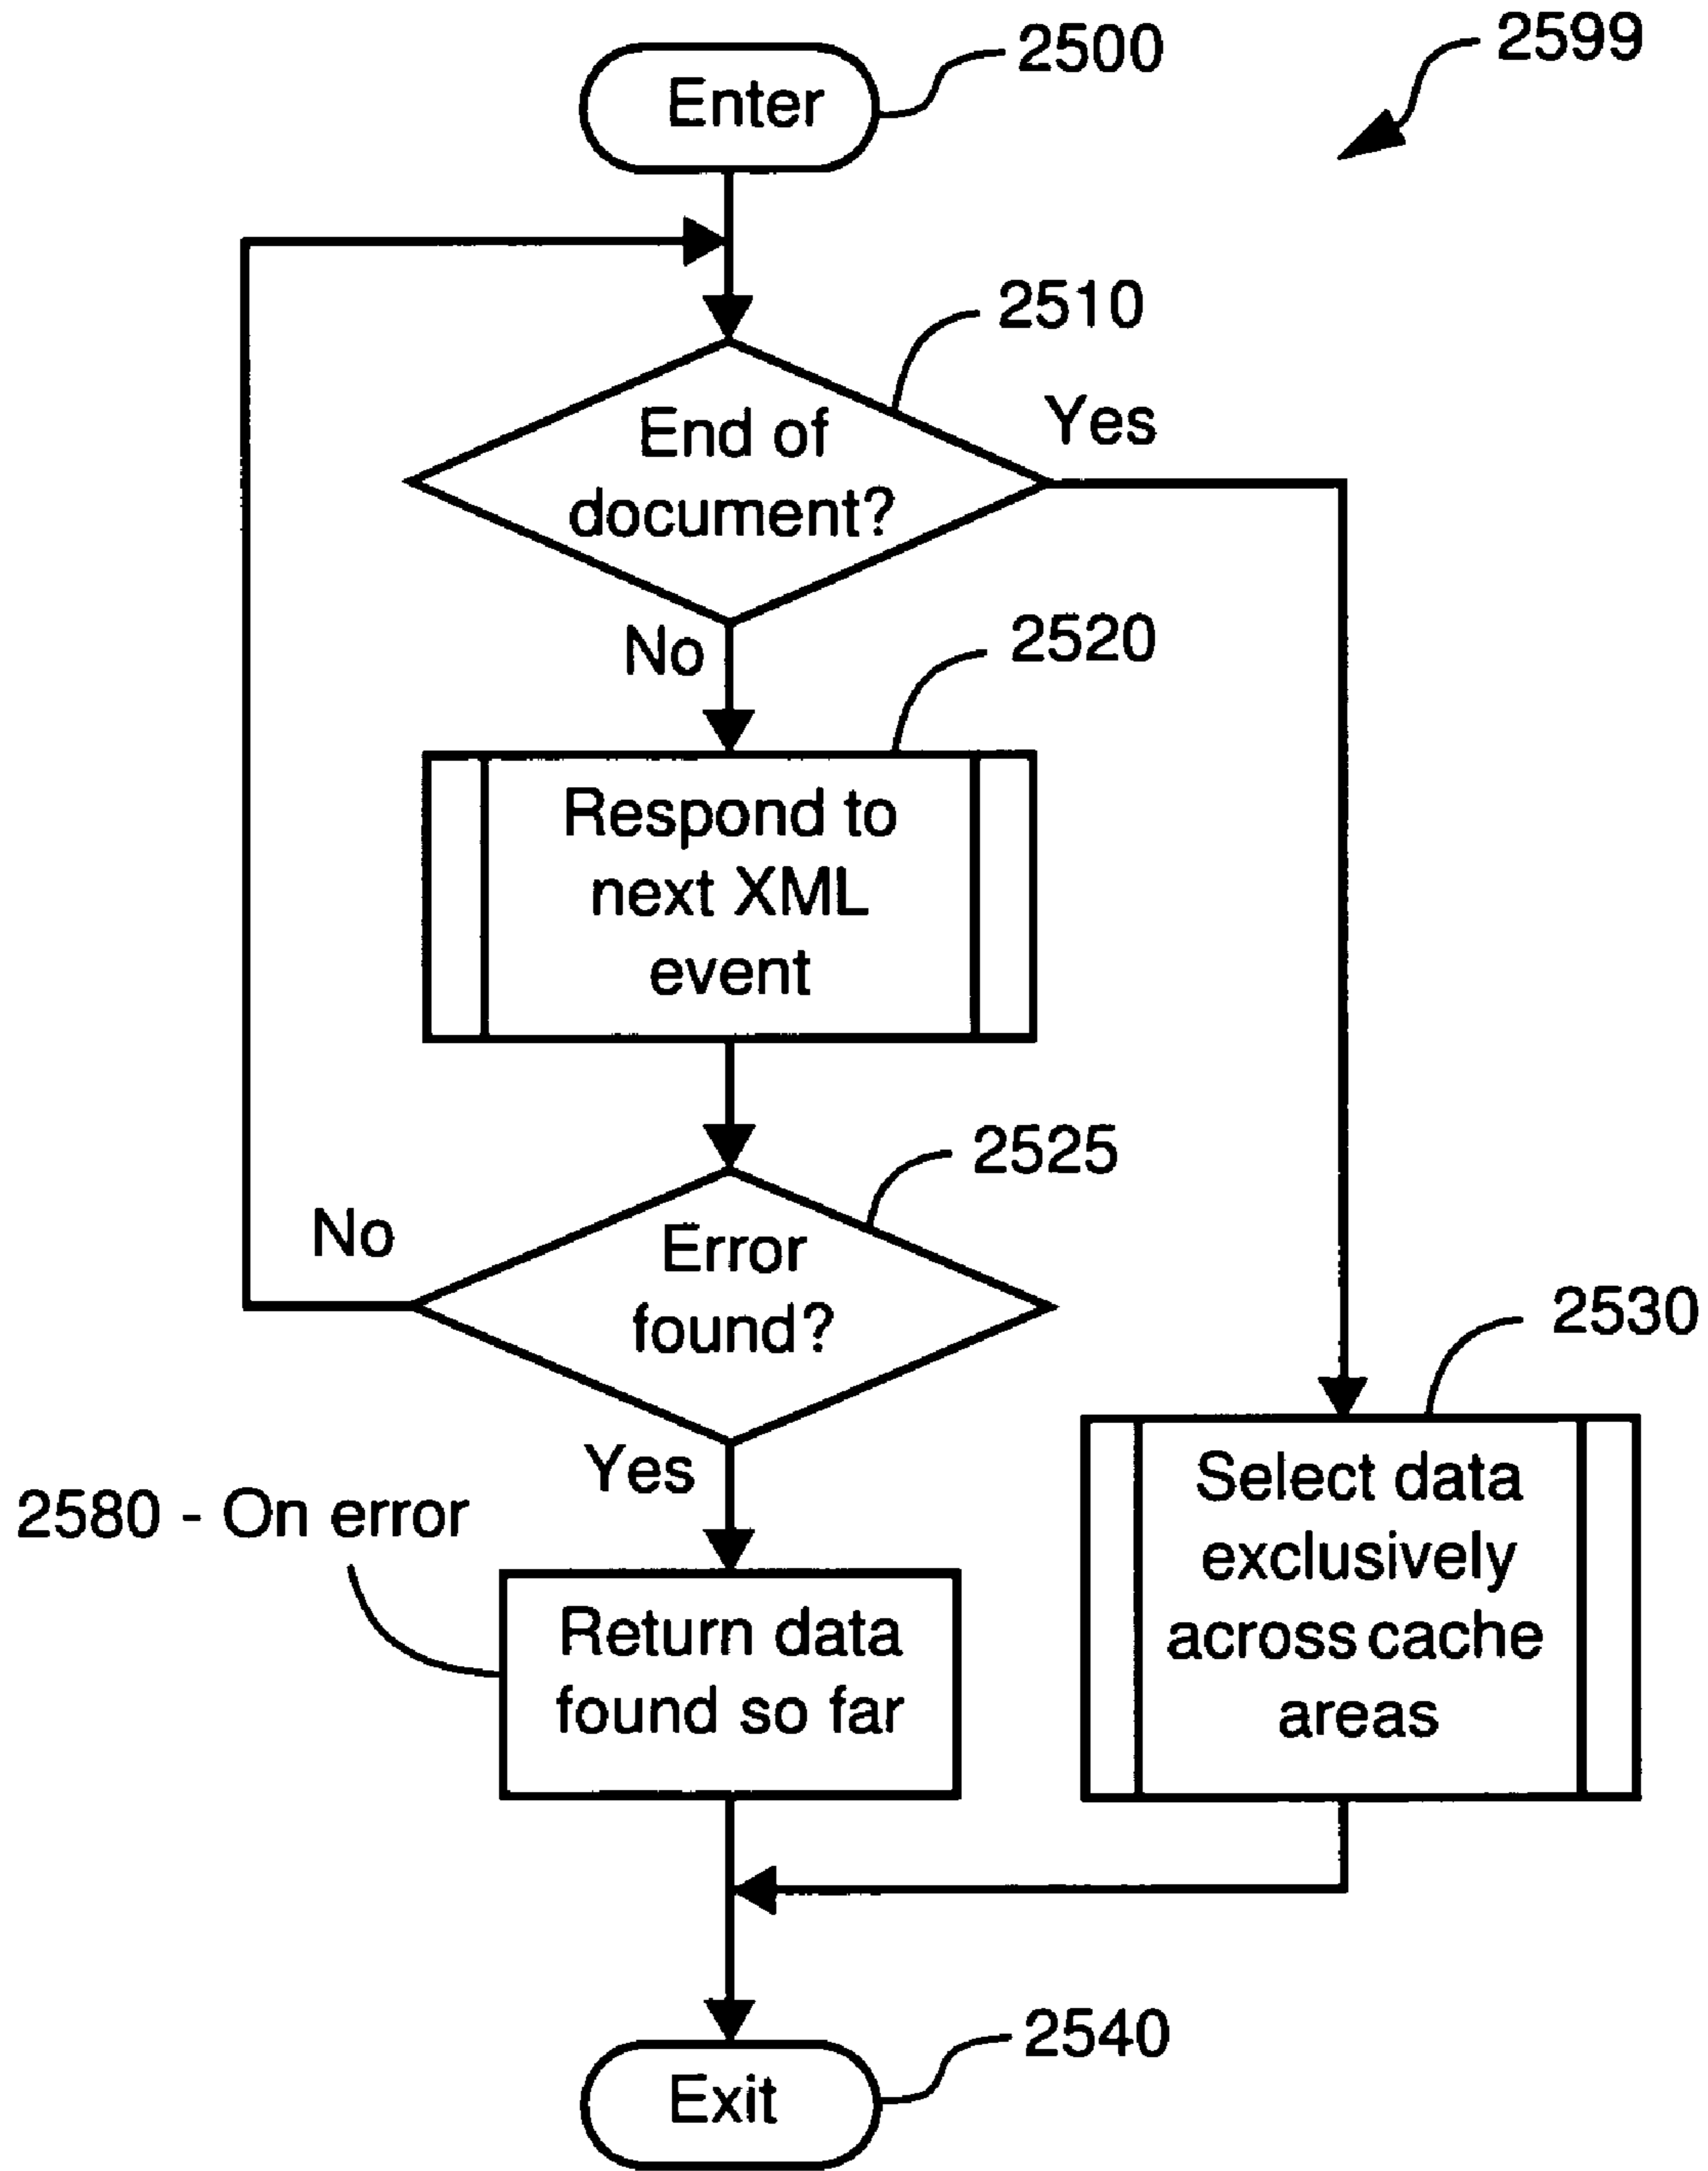 2599
2500
Enter
2510
End of
document?
Yes
No
2520
Respond to
next XML
event
2525
Error
found?
No
Yes
2530
Select data
exclusively
across cache
areas
2580 - On error
Return data
found so far
2540
Exit